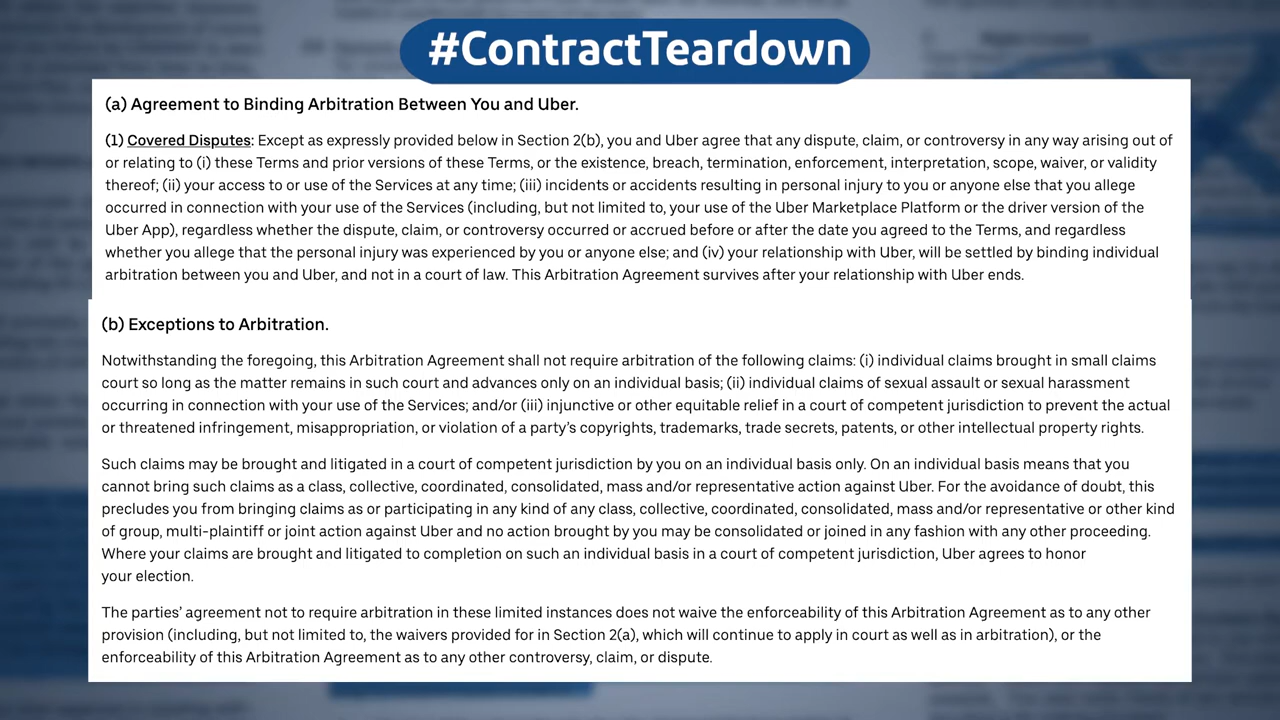 #ContractTeardown
(a) Agreement to Binding Arbitration Between You and Uber.
(1) Covered Disputes: Except as expressly provided below in Section 2(b), you and Uber agree that any dispute, claim, or controversy in any way arising out of
or relating to (i) these Terms and prior versions of these Terms, or the existence, breach, termination, enforcement, interpretation, scope, waiver, or validity
thereof; (ii) your access to or use of the Services at any time; (iii) incidents or accidents resulting in personal injury to you or anyone else that you allege
occurred in connection with your use of the Services (including, but not limited to, your use of the Uber Marketplace Platform or the driver version of the
Uber App), regardless whether the dispute, claim, or controversy occurred or accrued before or after the date you agreed to the Terms, and regardless
whether you allege that the personal injury was experienced by you or anyone else; and (iv) your relationship with Uber, will be settled by binding individual
arbitration between you and Uber, and not in a court of law. This Arbitration Agreement survives after your relationship with Uber ends.
(b) Exceptions to Arbitration.
Notwithstanding the foregoing, this Arbitration Agreement shall not require arbitration of the following claims: (i) individual claims brought in small claims
court so long as the matter remains in such court and advances only on an individual basis; (ii) individual claims of sexual assault or sexual harassment
occurring in connection with your use of the Services; and/or (iii) injunctive or other equitable relief in a court of competent jurisdiction to prevent the actual
or threatened infringement, misappropriation, or violation of a party's copyrights, trademarks, trade secrets, patents, or other intellectual property rights.
Such claims may be brought and litigated in a court of competent jurisdiction by you on an individual basis only. On an individual basis means that you
cannot bring such claims as a class, collective, coordinated, consolidated, mass and/or representative action against Uber. For the avoidance of doubt, this
precludes you from bringing claims as or participating in any kind of any class, collective, coordinated, consolidated, mass and/or representative or other kind
of group, multi-plaintiff or joint action against Uber and no action brought by you may be consolidated or joined in any fashion with any other proceeding.
Where your claims are brought and litigated to completion on such an individual basis in a court of competent jurisdiction, Uber agrees to honor
your election.
The parties' agreement not to require arbitration in these limited instances does not waive the enforceability of this Arbitration Agreement as to any other
provision (including, but not limited to, the waivers provided for in Section 2(a), which will continue to apply in court as well as in arbitration), or the
enforceability of this Arbitration Agreement as to any other controversy, claim, or dispute.